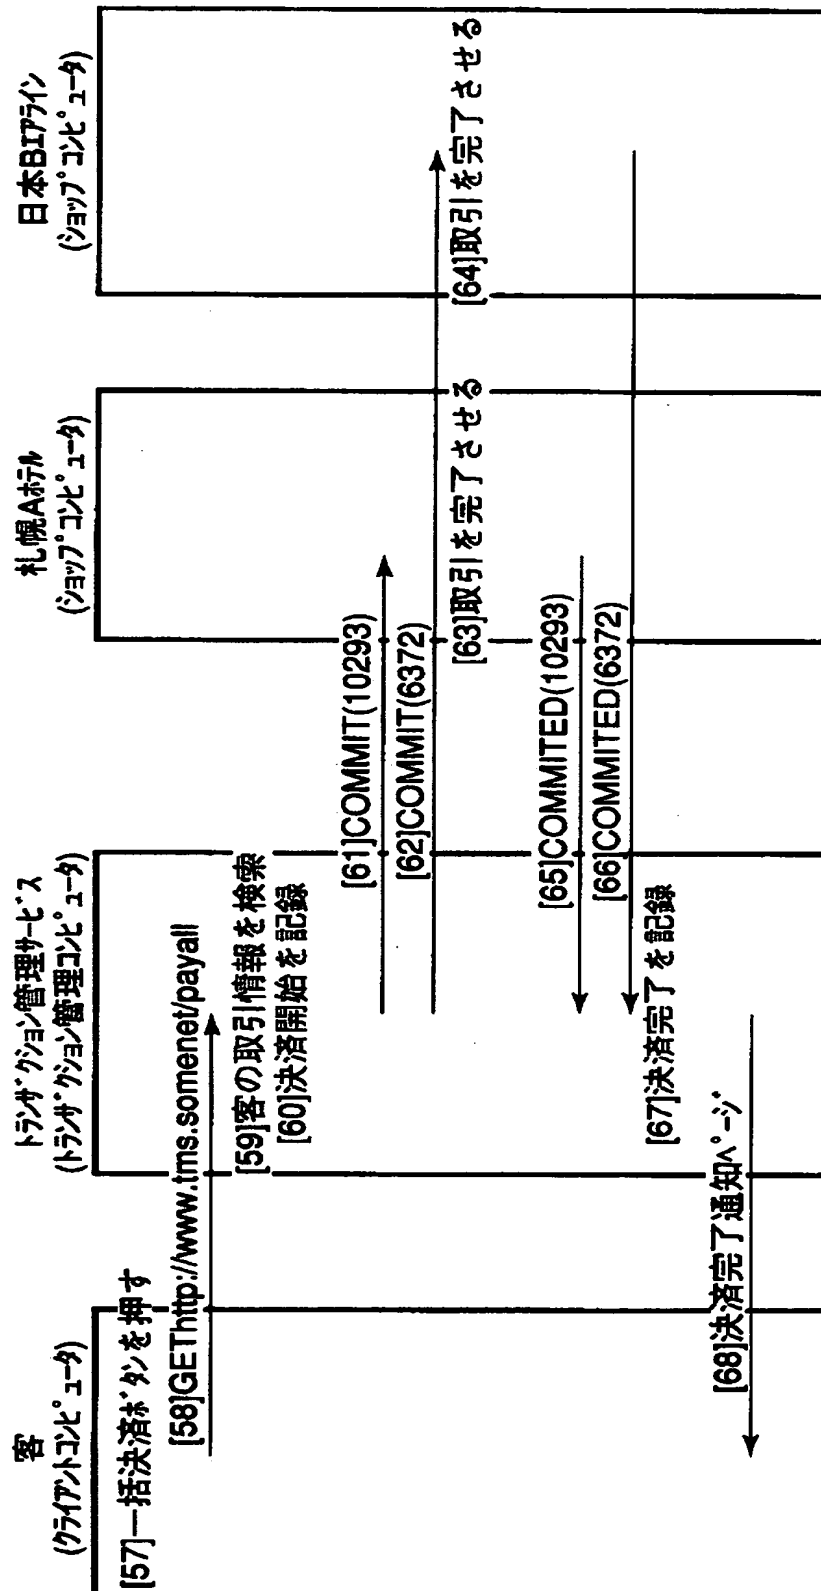 客
(クライアントコンピュータ)
トランザクション管理サービス
(トランザクション管理コンピュータ)
札幌Aホテル
(ショップコンピュータ)
日本BIアライン
(ショップコンピュータ)
[57]一括決済ボタンを押す
[58]GEThttp://www.tms.somenet/payall
[59]客の取引情報を検索
[60]決済開始を記録
[61]COMMIT(10293)
[62]COMMIT(6372)
[63]取引を完了させる
[64]取引を完了させる
[65]COMMITED(10293)
[66]COMMITED(6372)
[67]決済完了を記録
[68]決済完了通知ページ